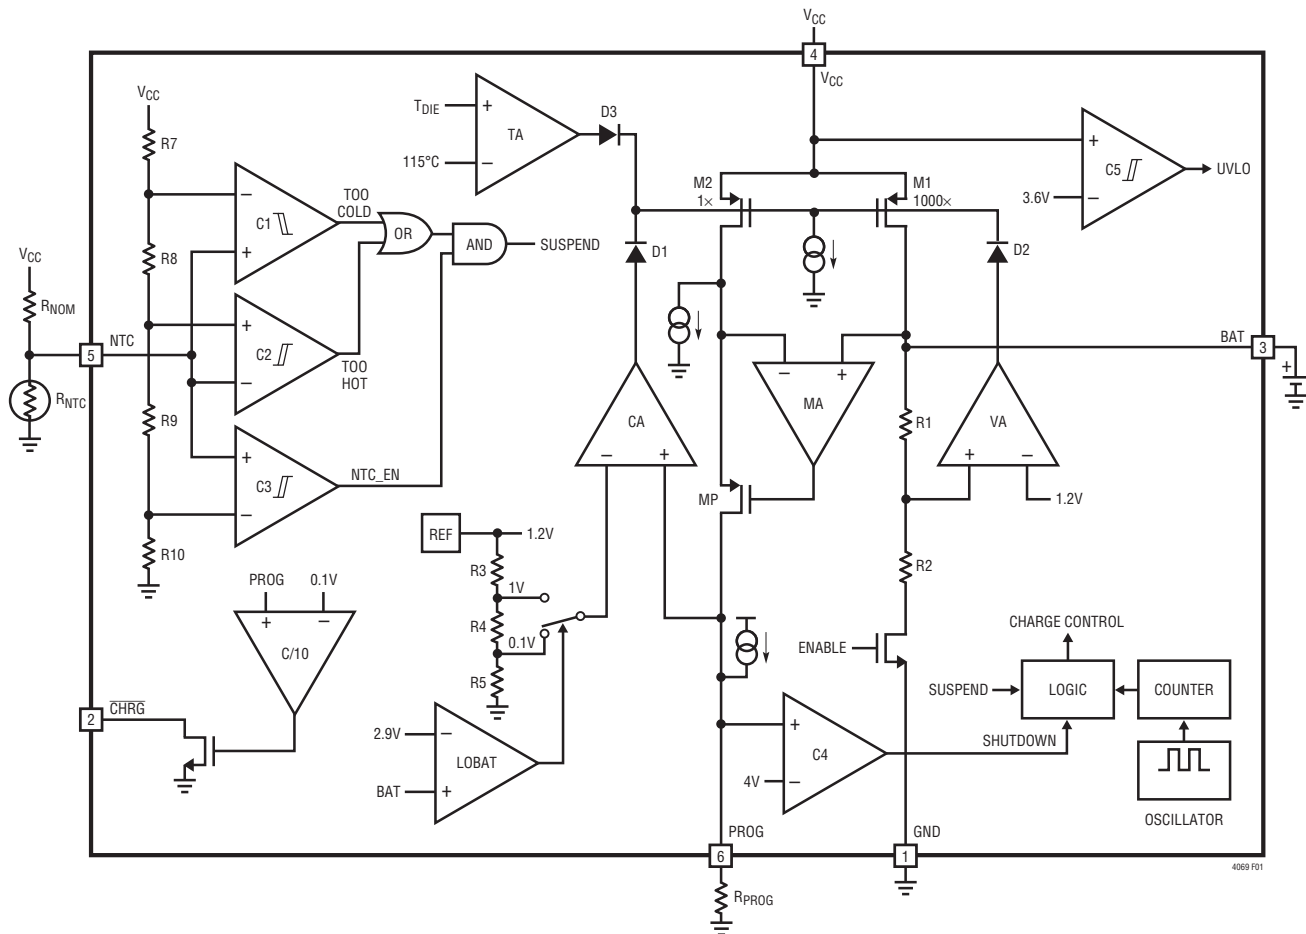 VCC
4
VCC
VCC
R7
R8
R9
R10
VCC
RNOM
NTC
5
RNTC
−
C1
+
TOO
COLD
OR
AND
SUSPEND
+
C2
−
TOO
HOT
+
C3
−
NTC_EN
TDIE
+
TA
115°C
−
D3
M2
1×
M1
1000×
D1
D2
+
C5
3.6V
−
UVLO
BAT
3
+
−
+
MA
CA
−
+
R1
VA
+
−
1.2V
MP
R2
REF
1.2V
R3
1V
R4
0.1V
R5
PROG
0.1V
+
−
C/10
CHRG
2
2.9V
−
LOBAT
BAT
+
ENABLE
CHARGE CONTROL
SUSPEND
LOGIC
COUNTER
SHUTDOWN
OSCILLATOR
+
C4
4V
−
PROG
6
GND
1
RPROG
4069 F01